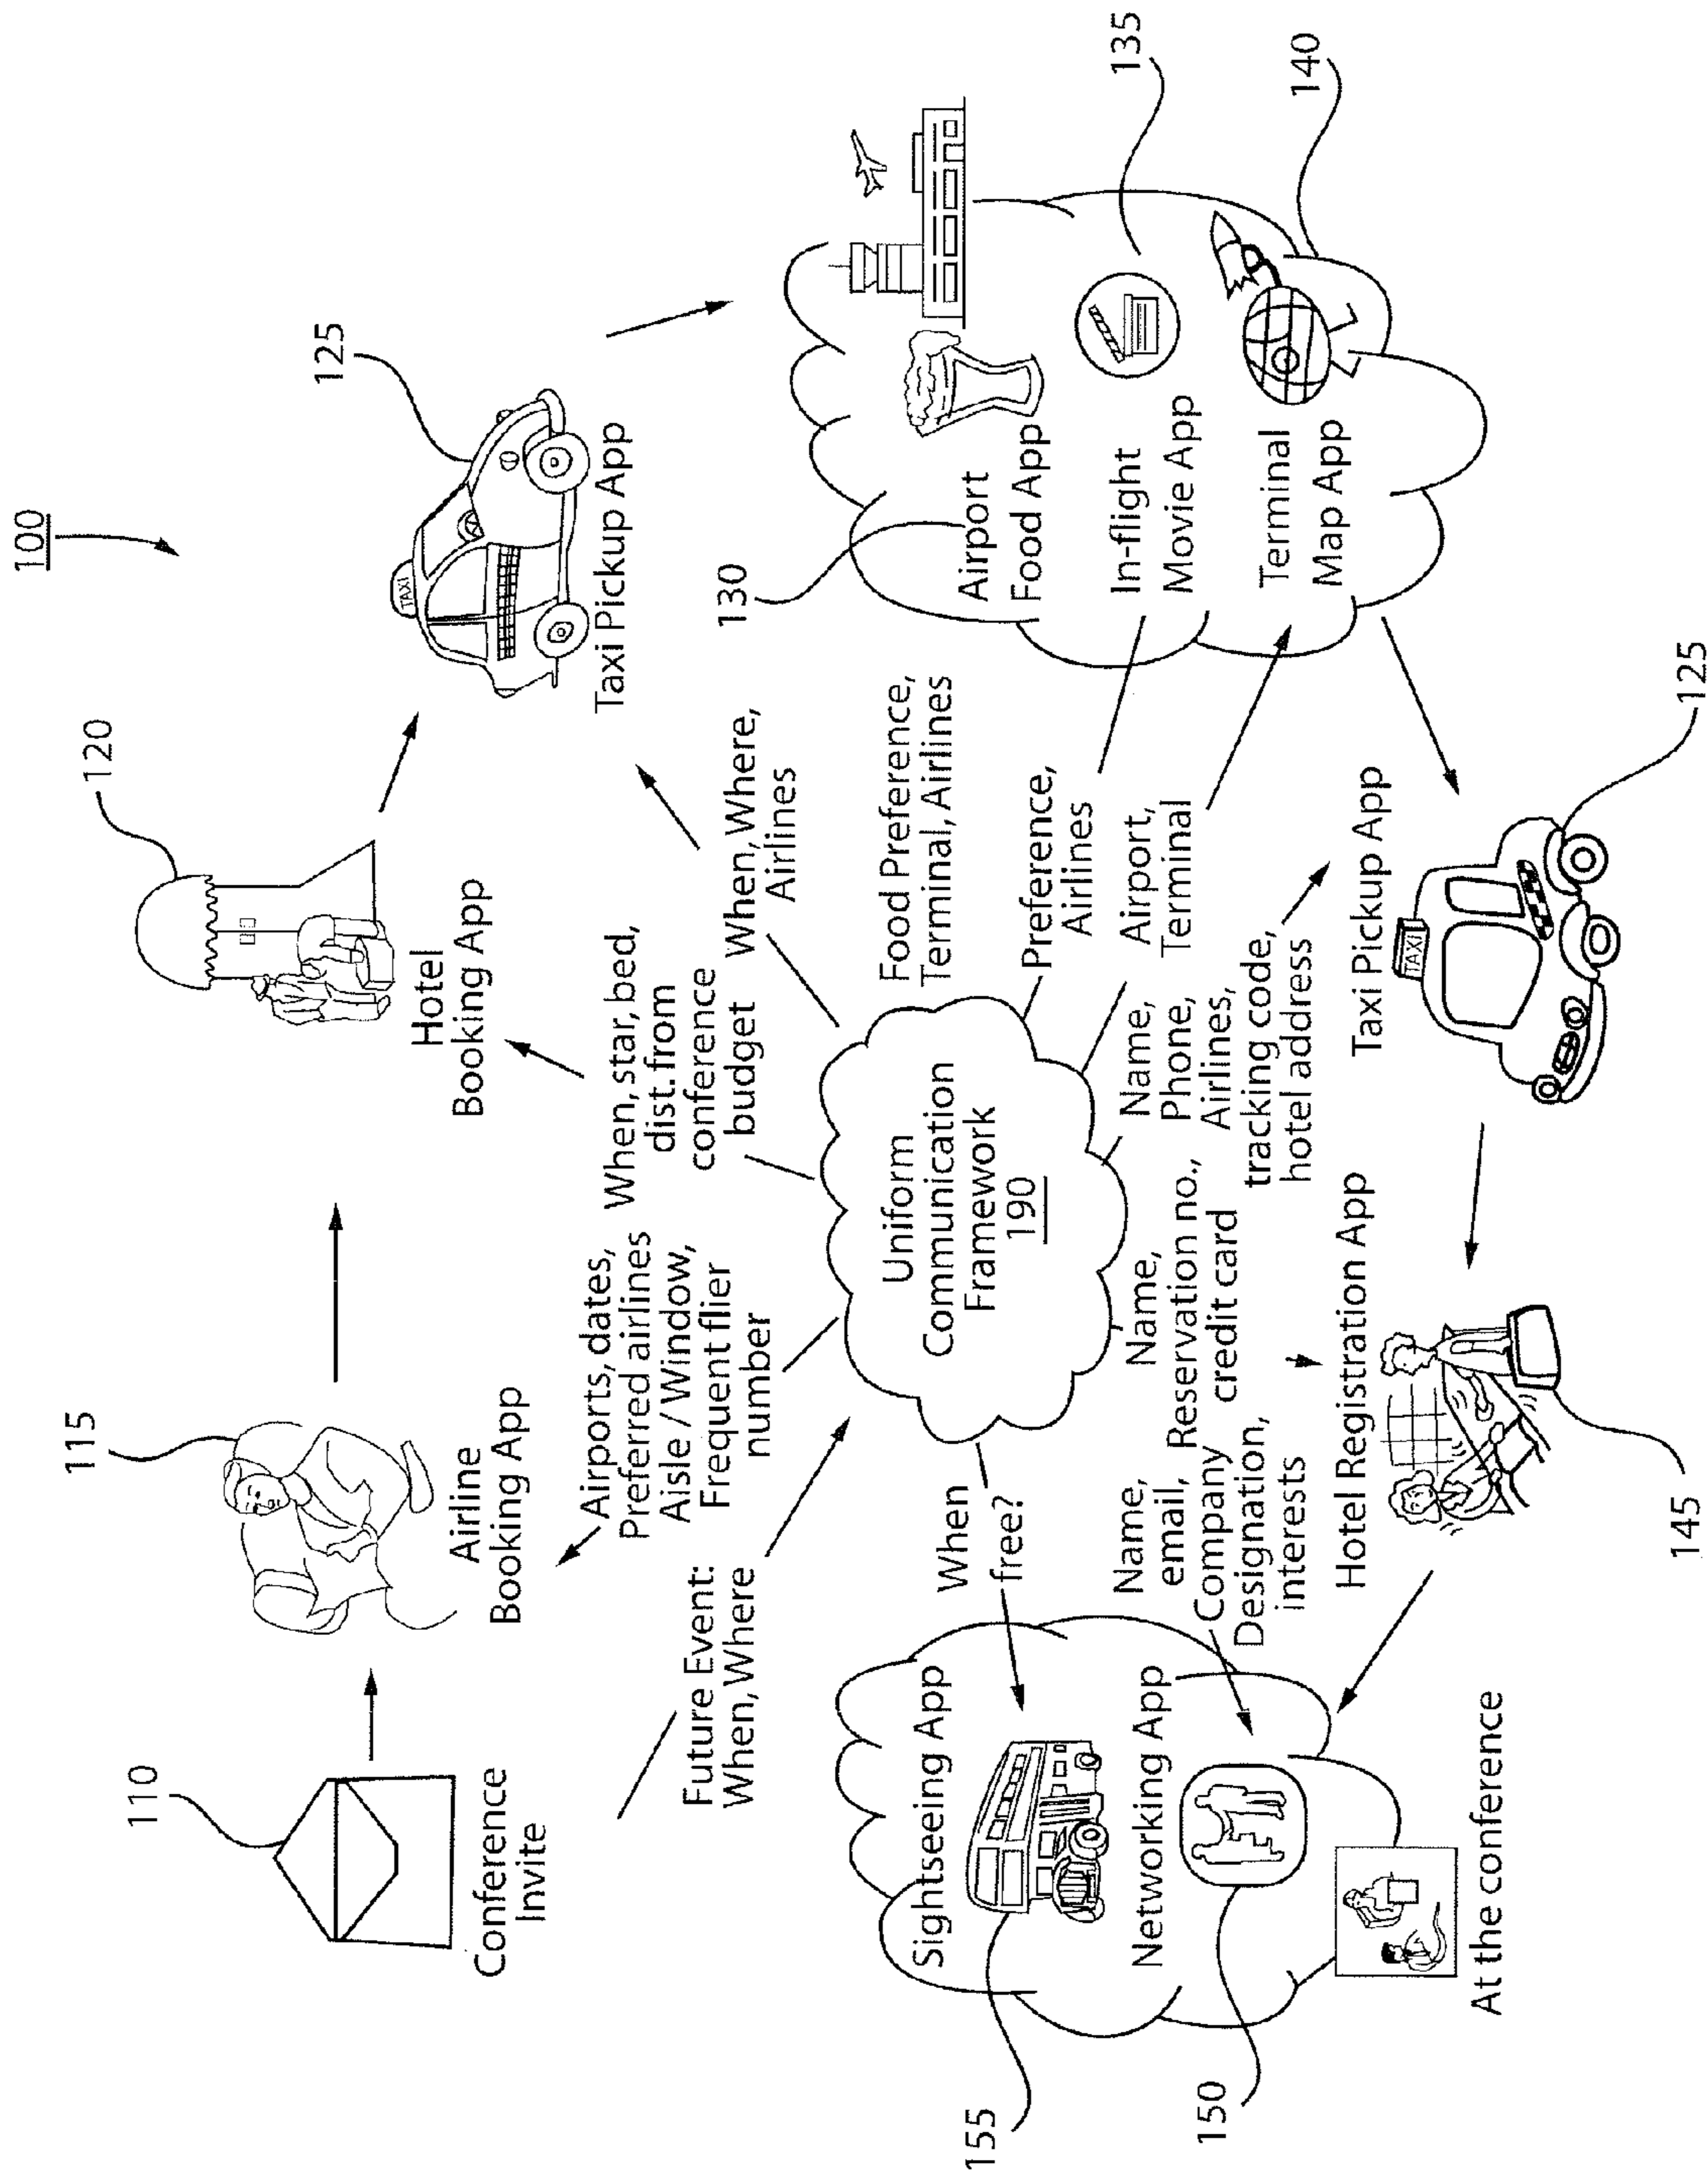 100
110
Conference
Invite
115
Airline
Booking App
120
Hotel
Booking App
125
TAXI
Taxi Pickup App
Future Event:
When, Where
Airports, dates,
Preferred airlines
Aisle / Window,
Frequent flier
number
When, star, bed,
dist. from
conference
budget
When, Where,
Airlines
Uniform
Communication
Framework
190
Food Preference,
Terminal, Airlines
Preference,
Airlines
Airport,
Terminal
130
Airport
Food App
In-flight
Movie App
135
Terminal
Map App
140
When
free?
Sightseeing App
155
Networking App
150
At the conference
Name,
email,
Company
Designation,
interests
Name,
Reservation no.,
credit card
Hotel Registration App
145
Name,
Phone,
Airlines,
tracking code,
hotel address
Taxi Pickup App
TAXI
125